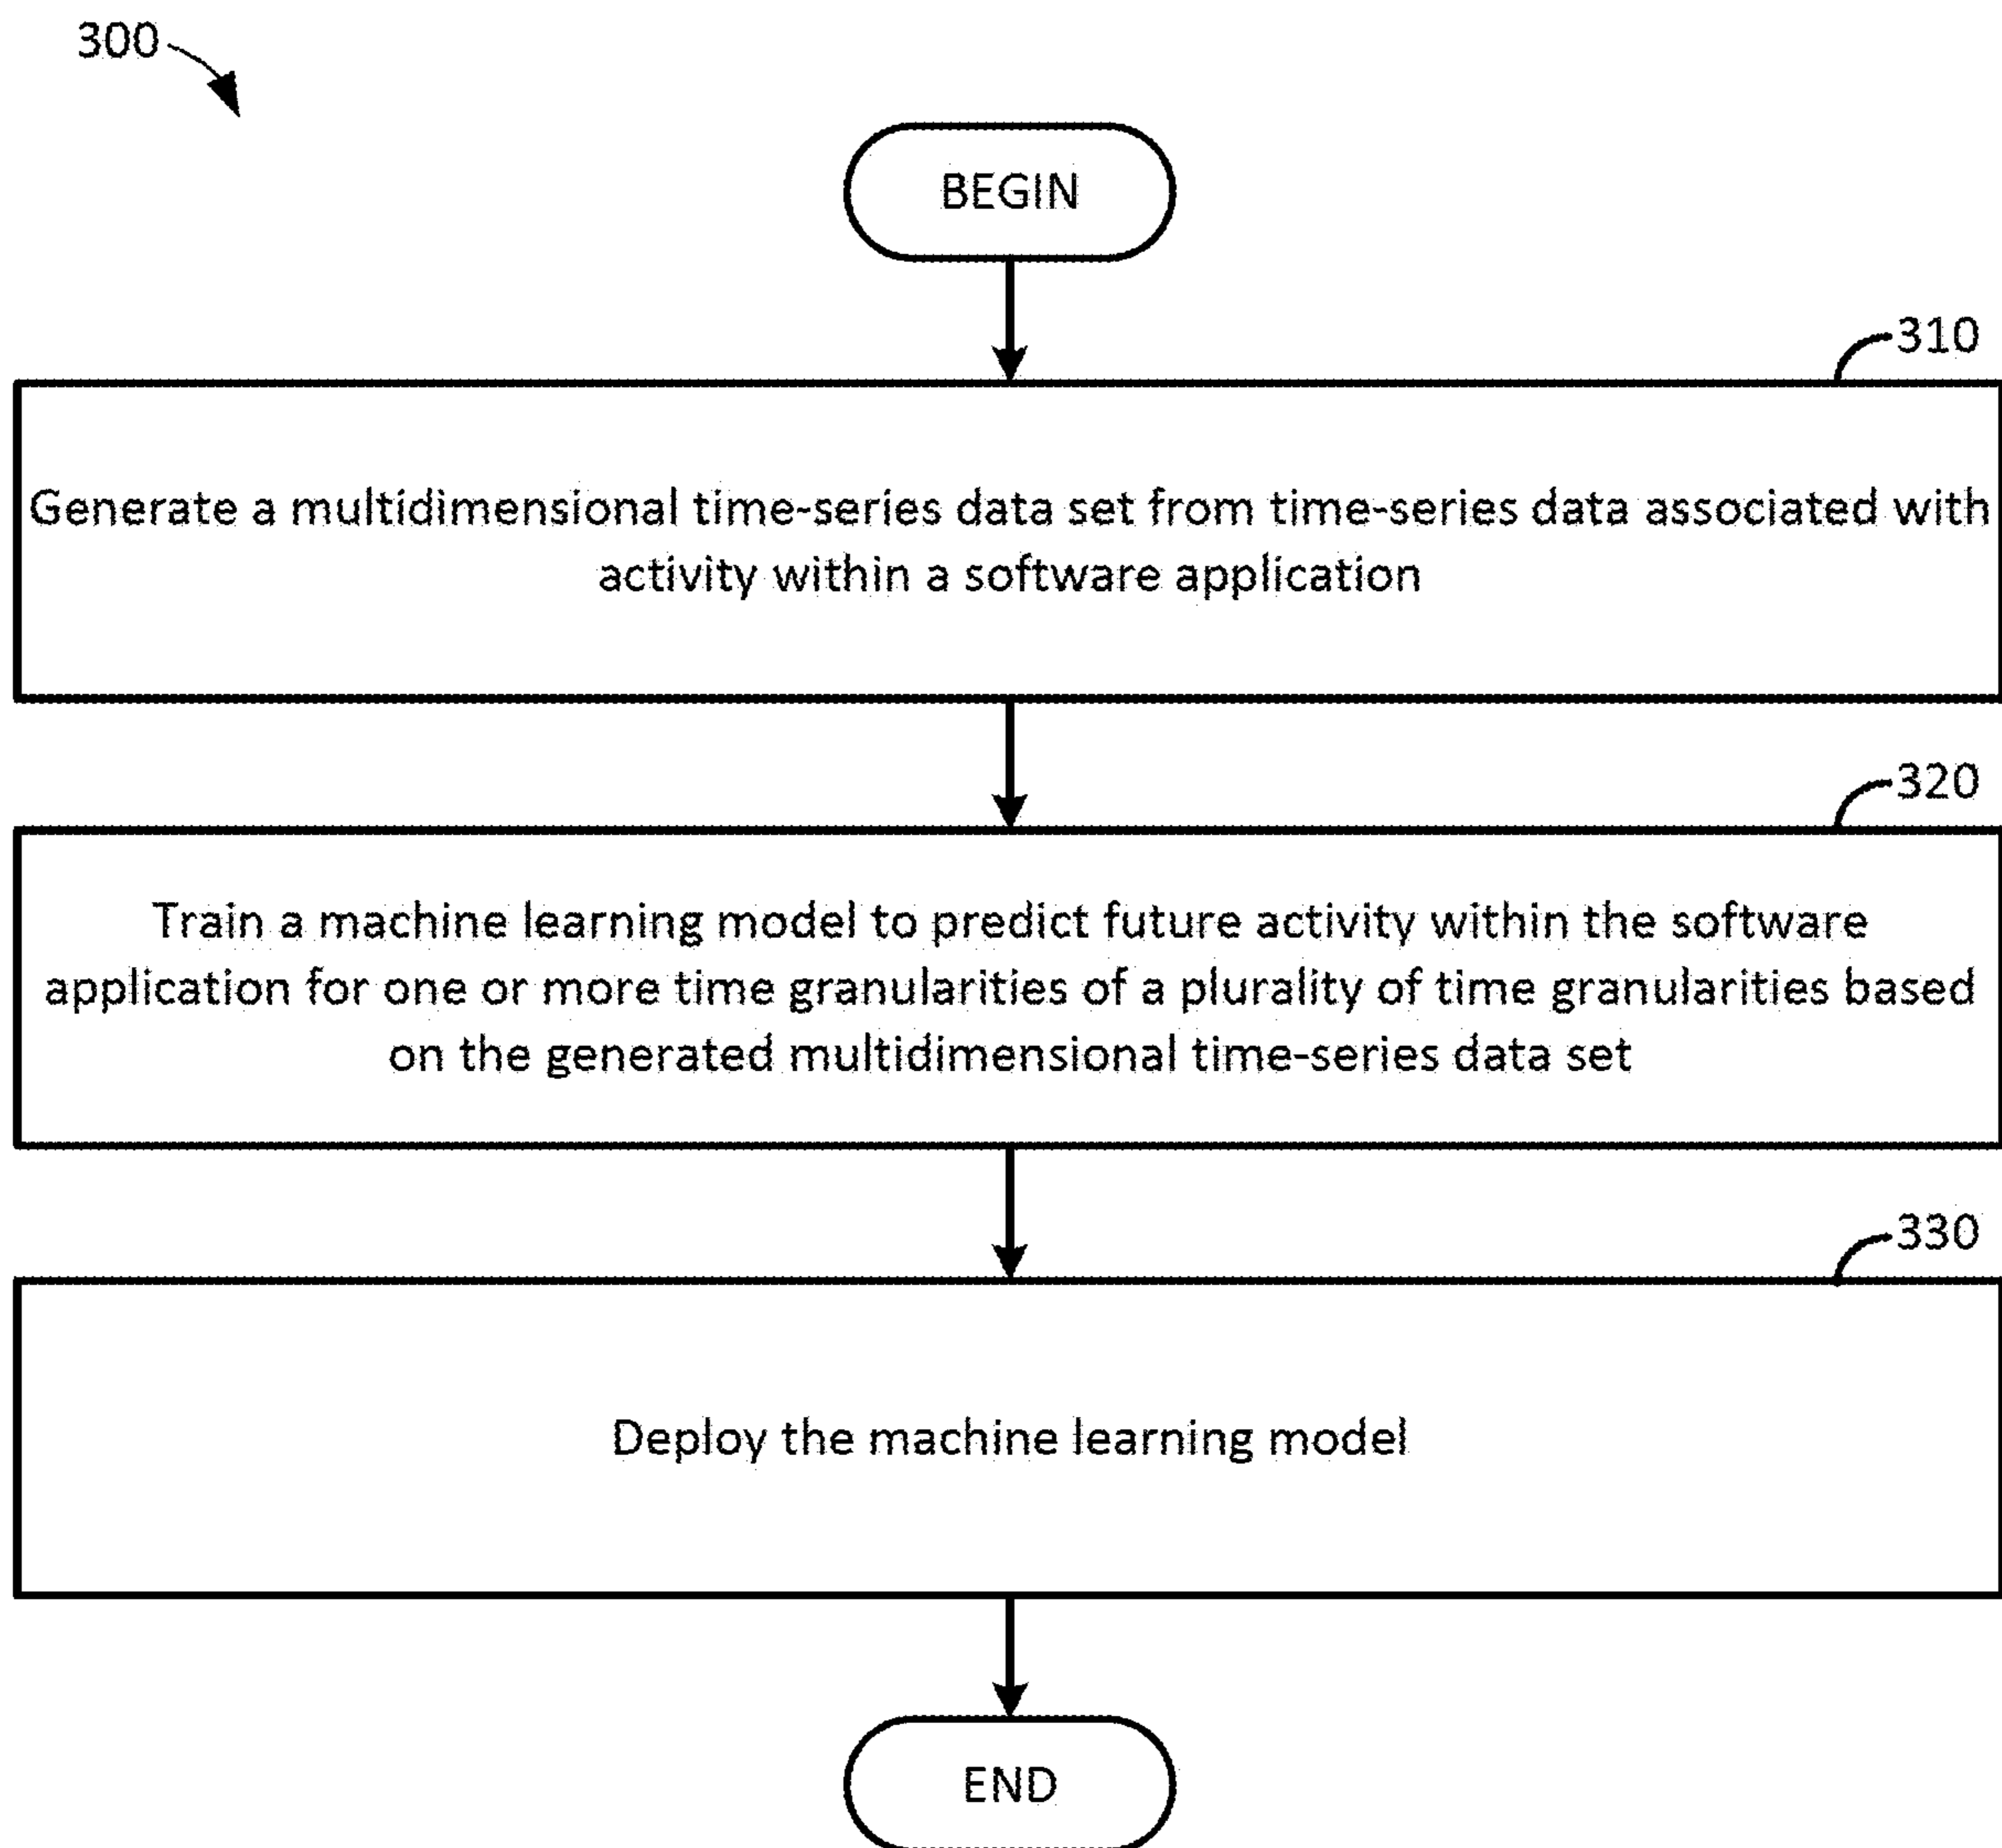 300
BEGIN
310
Generate a multidimensional time-series data set from time-series data associated with
activity within a software application
320
Train a machine learning model to predict future activity within the software
application for one or more time granularities of a plurality of time granularities based
on the generated multidimensional time-series data set
330
Deploy the machine learning model
END